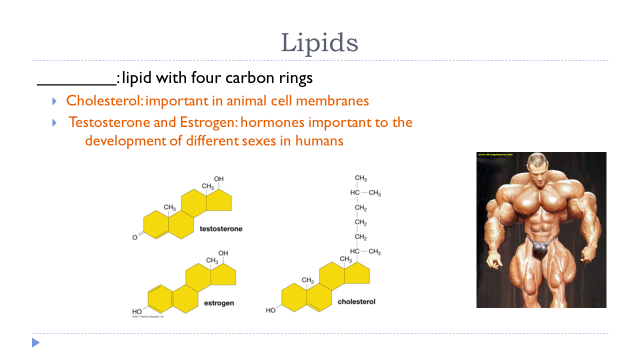 Lipids
_________: lipid with four carbon rings
Cholesterol: important in animal cell membranes
Testosterone and Estrogen: hormones important to the
development of different sexes in humans
OH
CH3
CH3
O
testosterone
OH
CH3
HO
estrogen
CH3
HC — CH3
CH2
CH2
CH2
HC — CH3
CH3
CH3
HO
cholesterol